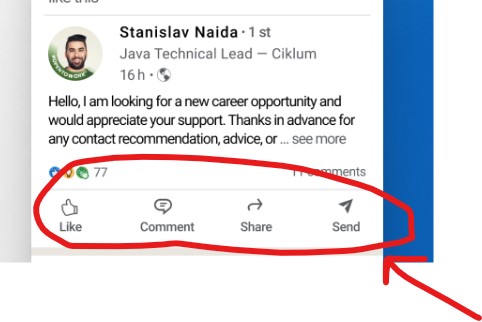 like this
Stanislav Naida · 1 st
Java Technical Lead — Ciklum
16 h ·
#OPENTOWORK
Hello, I am looking for a new career opportunity and
would appreciate your support. Thanks in advance for
any contact recommendation, advice, or ... see more
77
11 comments
Like
Comment
Share
Send